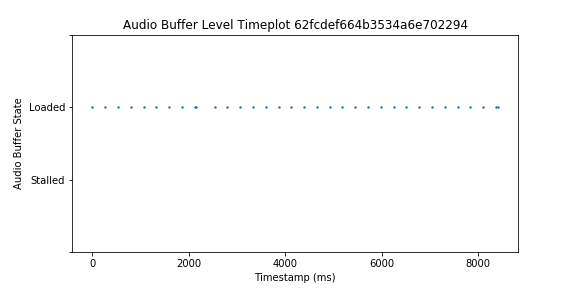 Audio Buffer Level Timeplot 62fcdef664b3534a6e702294
Audio Buffer State
Loaded
Stalled
0 2000 4000 6000 8000
Timestamp (ms)